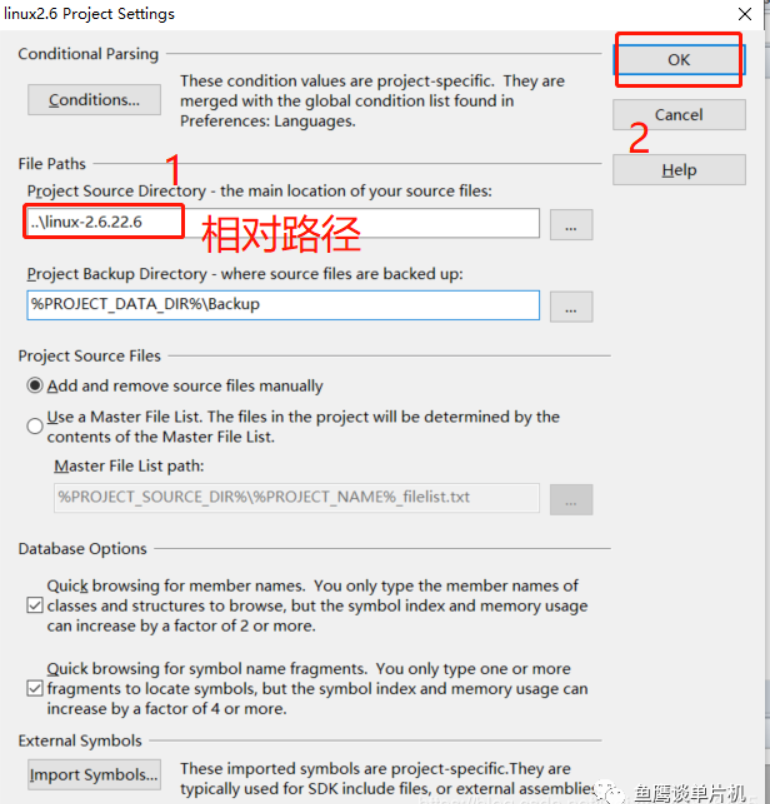 linux2.6 Project Settings
Conditional Parsing
Conditions...
These condition values are project-specific. They are
merged with the global condition list found in
Preferences: Languages.
OK
Cancel
2
Help
File Paths
1
Project Source Directory - the main location of your source files:
..\linux-2.6.22.6
...
相对路径
Project Backup Directory - where source files are backed up:
%PROJECT_DATA_DIR%\Backup
...
Project Source Files
Add and remove source files manually
Use a Master File List. The files in the project will be determined by the
contents of the Master File List.
Master File List path:
%PROJECT_SOURCE_DIR%\%PROJECT_NAME%_filelist.txt
...
Database Options
Quick browsing for member names. You only type the member names of
classes and structures to browse, but the symbol index and memory usage
can increase by a factor of 2 or more.
Quick browsing for symbol name fragments. You only type one or more
fragments to locate symbols, but the symbol index and memory usage can
increase by a factor of 4 or more.
External Symbols
Import Symbols...
These imported symbols are project-specific.They are
typically used for SDK include files, or external assemblies
鱼鹰谈单片机